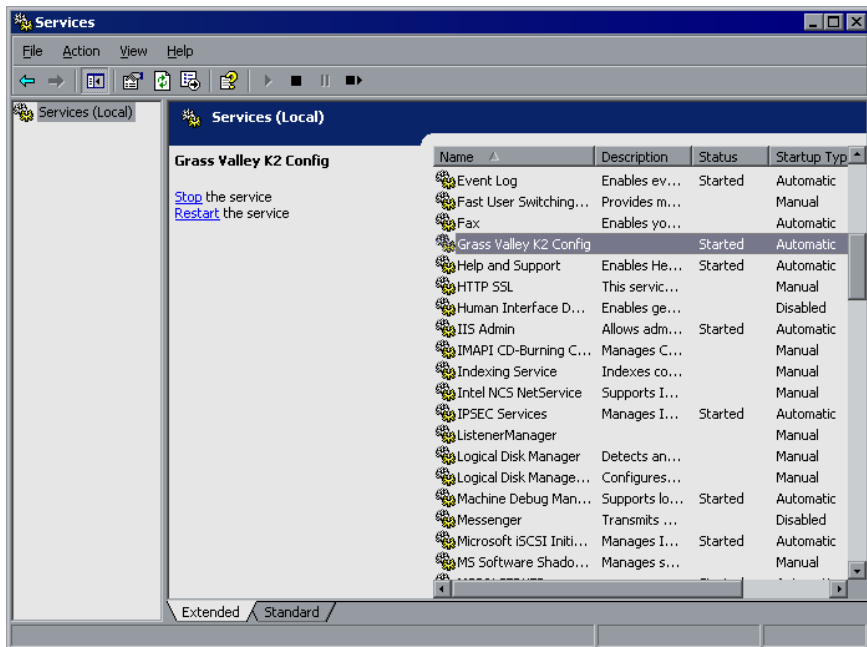 Services
File Action View Help
Services (Local)
Services (Local)
Grass Valley K2 Config
Stop the service
Restart the service
Name Description Status Startup Typ
Event Log Enables ev... Started Automatic
Fast User Switching... Provides m... Manual
Fax Enables yo... Automatic
Grass Valley K2 Config Started Automatic
Help and Support Enables He... Started Automatic
HTTP SSL This servic... Manual
Human Interface D... Enables ge... Disabled
IIS Admin Allows adm... Started Automatic
IMAPI CD-Burning C... Manages C... Manual
Indexing Service Indexes co... Manual
Intel NCS NetService Supports I... Manual
IPSEC Services Manages I... Started Automatic
ListenerManager Manual
Logical Disk Manager Detects an... Manual
Logical Disk Manage... Configures... Manual
Machine Debug Man... Supports lo... Started Automatic
Messenger Transmits ... Disabled
Microsoft iSCSI Initi... Manages I... Started Automatic
MS Software Shado... Manages s... Manual
Extended Standard